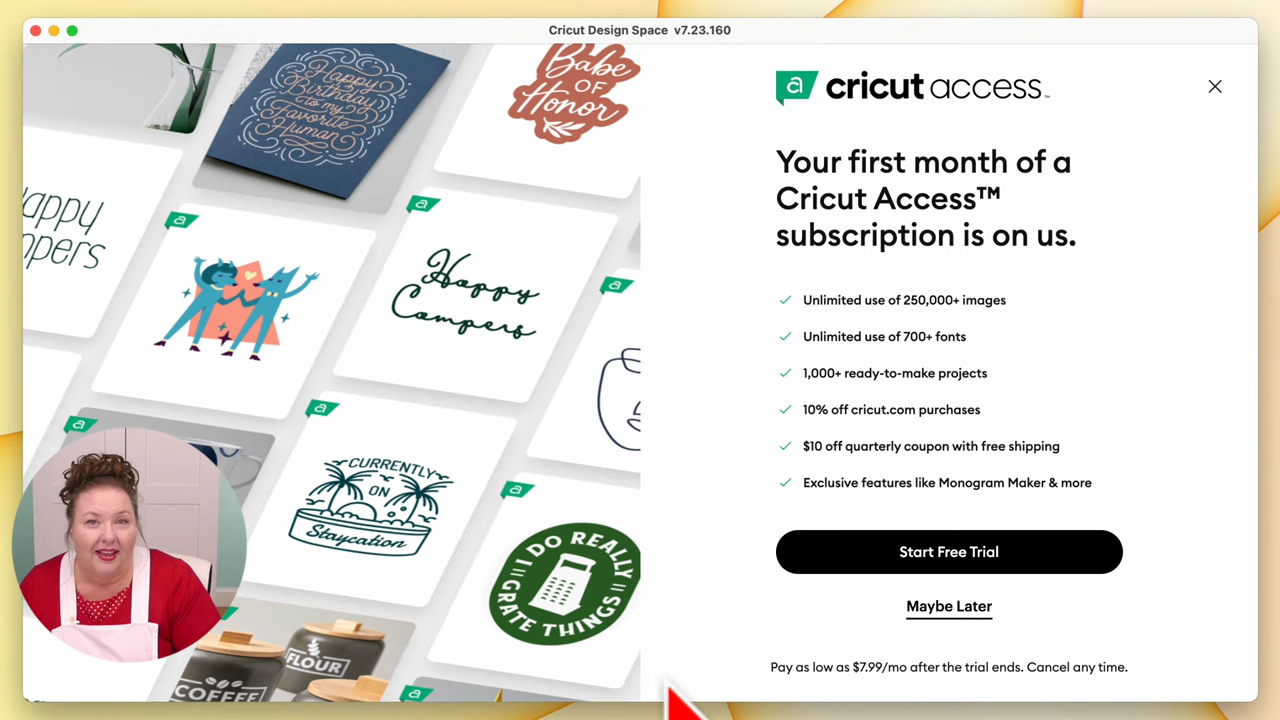 Cricut Design Space v7.23.160
Happy
Birthday
to my
Favorite
Human
Babe
OF
Honor
a
Happy
Campers
a
CURRENTLY
ON
Staycation
a
a
a
a
I DO REALLY
GRATE THINGS
FLOUR
COFFEE
a cricut access™
Your first month of a
Cricut Access™
subscription is on us.
Unlimited use of 250,000+ images
Unlimited use of 700+ fonts
1,000+ ready-to-make projects
10% off cricut.com purchases
$10 off quarterly coupon with free shipping
Exclusive features like Monogram Maker & more
Start Free Trial
Maybe Later
Pay as low as $7.99/mo after the trial ends. Cancel any time.